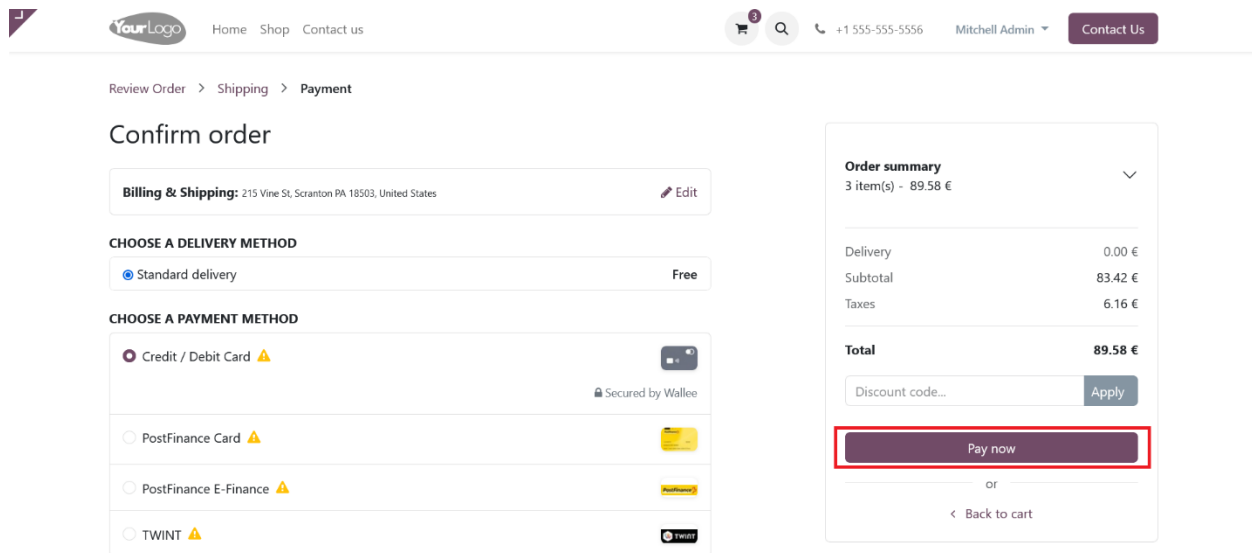 YourLogo Home Shop Contact us 3 +1 555-555-5556 Mitchell Admin Contact Us
Review Order > Shipping > Payment
Confirm order
Billing & Shipping: 215 Vine St, Scranton PA 18503, United States Edit
CHOOSE A DELIVERY METHOD
Standard delivery Free
CHOOSE A PAYMENT METHOD
Credit / Debit Card
Secured by Wallee
PostFinance Card
PostFinance E-Finance PostFinance
TWINT TWINT
Order summary
3 item(s) - 89.58 €
Delivery 0.00 €
Subtotal 83.42 €
Taxes 6.16 €
Total 89.58 €
Discount code... Apply
Pay now
or
< Back to cart